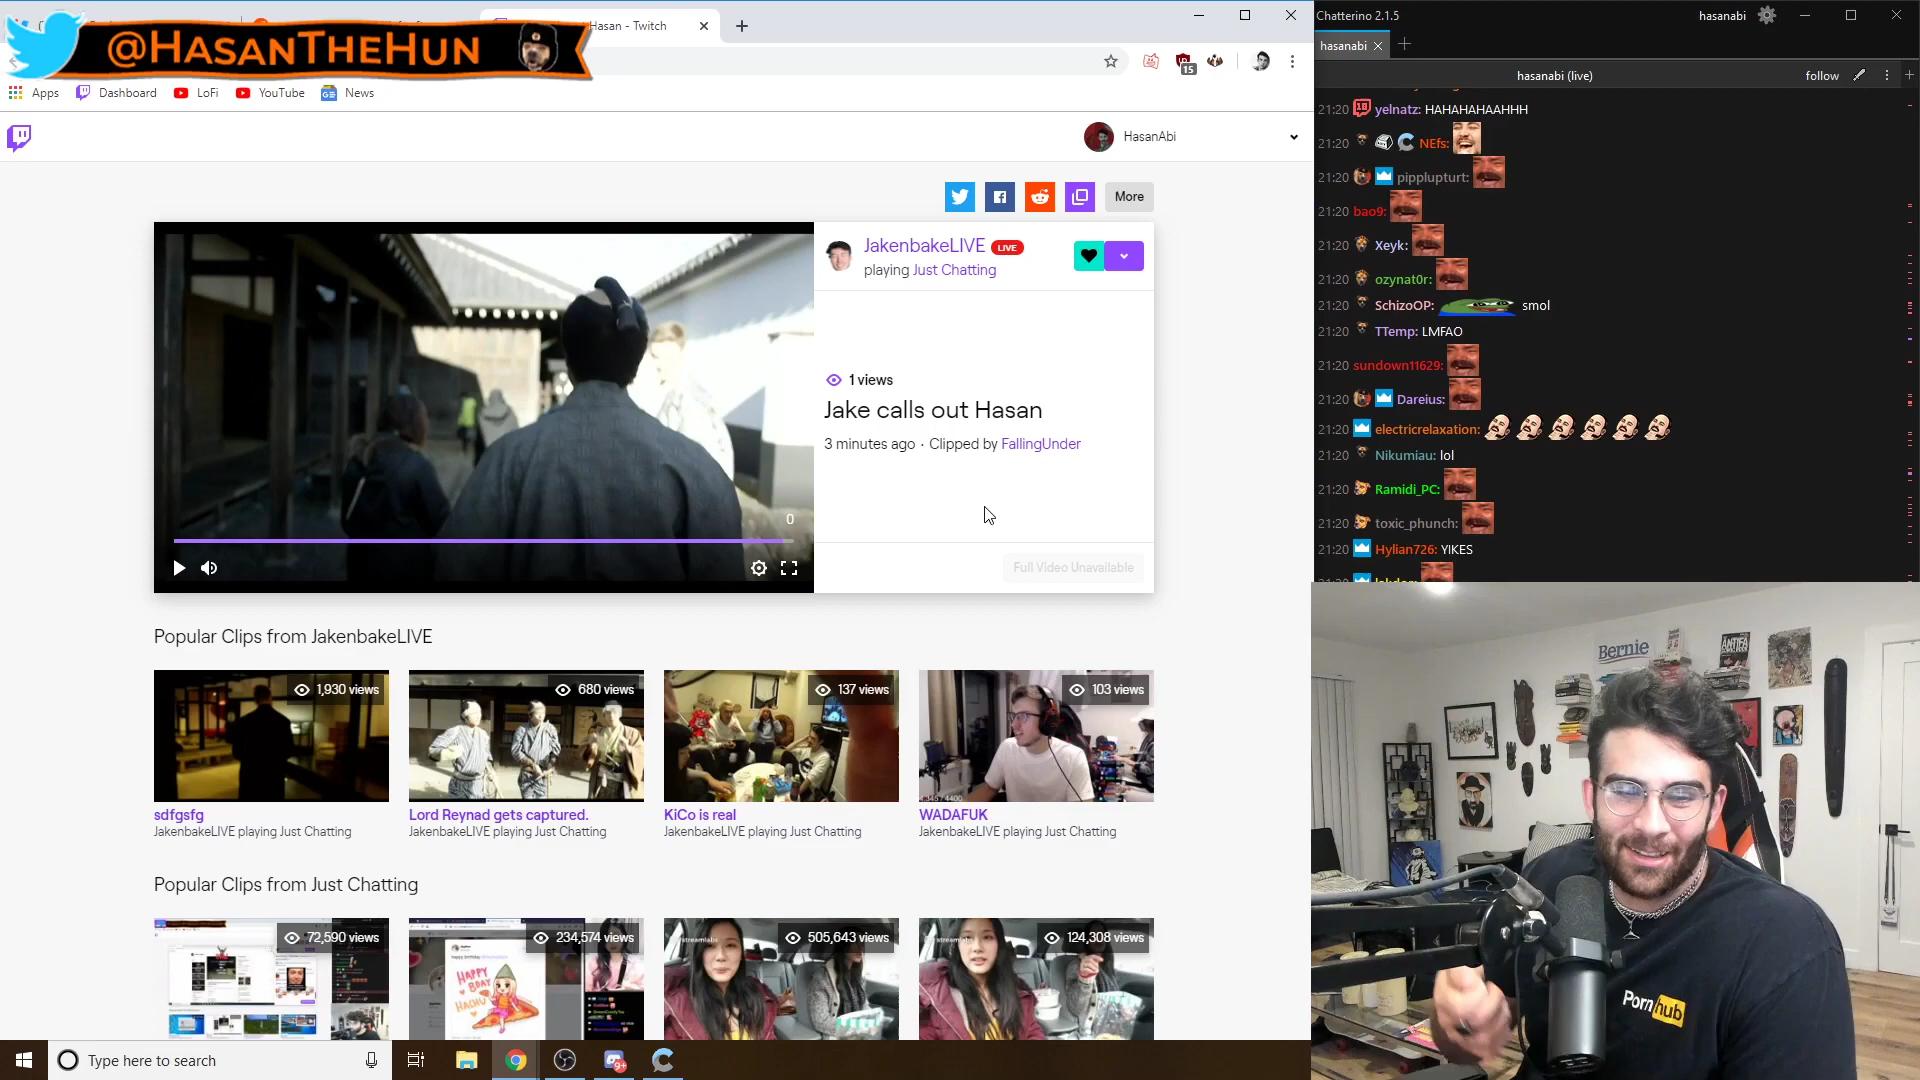 @HASANTHEHUN
Hasan - Twitch
15
Apps
Dashboard
LoFi
YouTube
News
HasanAbi
More
JakenbakeLIVE LIVE
playing Just Chatting
1 views
Jake calls out Hasan
3 minutes ago · Clipped by FallingUnder
0
Full Video Unavailable
Popular Clips from JakenbakeLIVE
1,930 views
680 views
137 views
103 views
sdfgsfg
JakenbakeLIVE playing Just Chatting
Lord Reynad gets captured.
JakenbakeLIVE playing Just Chatting
KiCo is real
JakenbakeLIVE playing Just Chatting
WADAFUK
JakenbakeLIVE playing Just Chatting
Popular Clips from Just Chatting
72,590 views
234,574 views
505,643 views
124,308 views
HAPPY
BDAY
HACHU
Type here to search
Chatterino 2.1.5
hasanabi
hasanabi
hasanabi (live)
follow
21:20 yelnatz: HAHAHAHAAHHH
21:20 NEfs:
21:20 pipplupturt:
21:20 bao9:
21:20 Xeyk:
21:20 ozynat0r:
21:20 SchizoOP: smol
21:20 TTemp: LMFAO
21:20 sundown11629:
21:20 Dareius:
21:20 electricrelaxation:
21:20 Nikumiau: lol
21:20 Ramidi_PC:
21:20 toxic_phunch:
21:20 Hylian726: YIKES
Bernie
ANTIFA
Porn hub